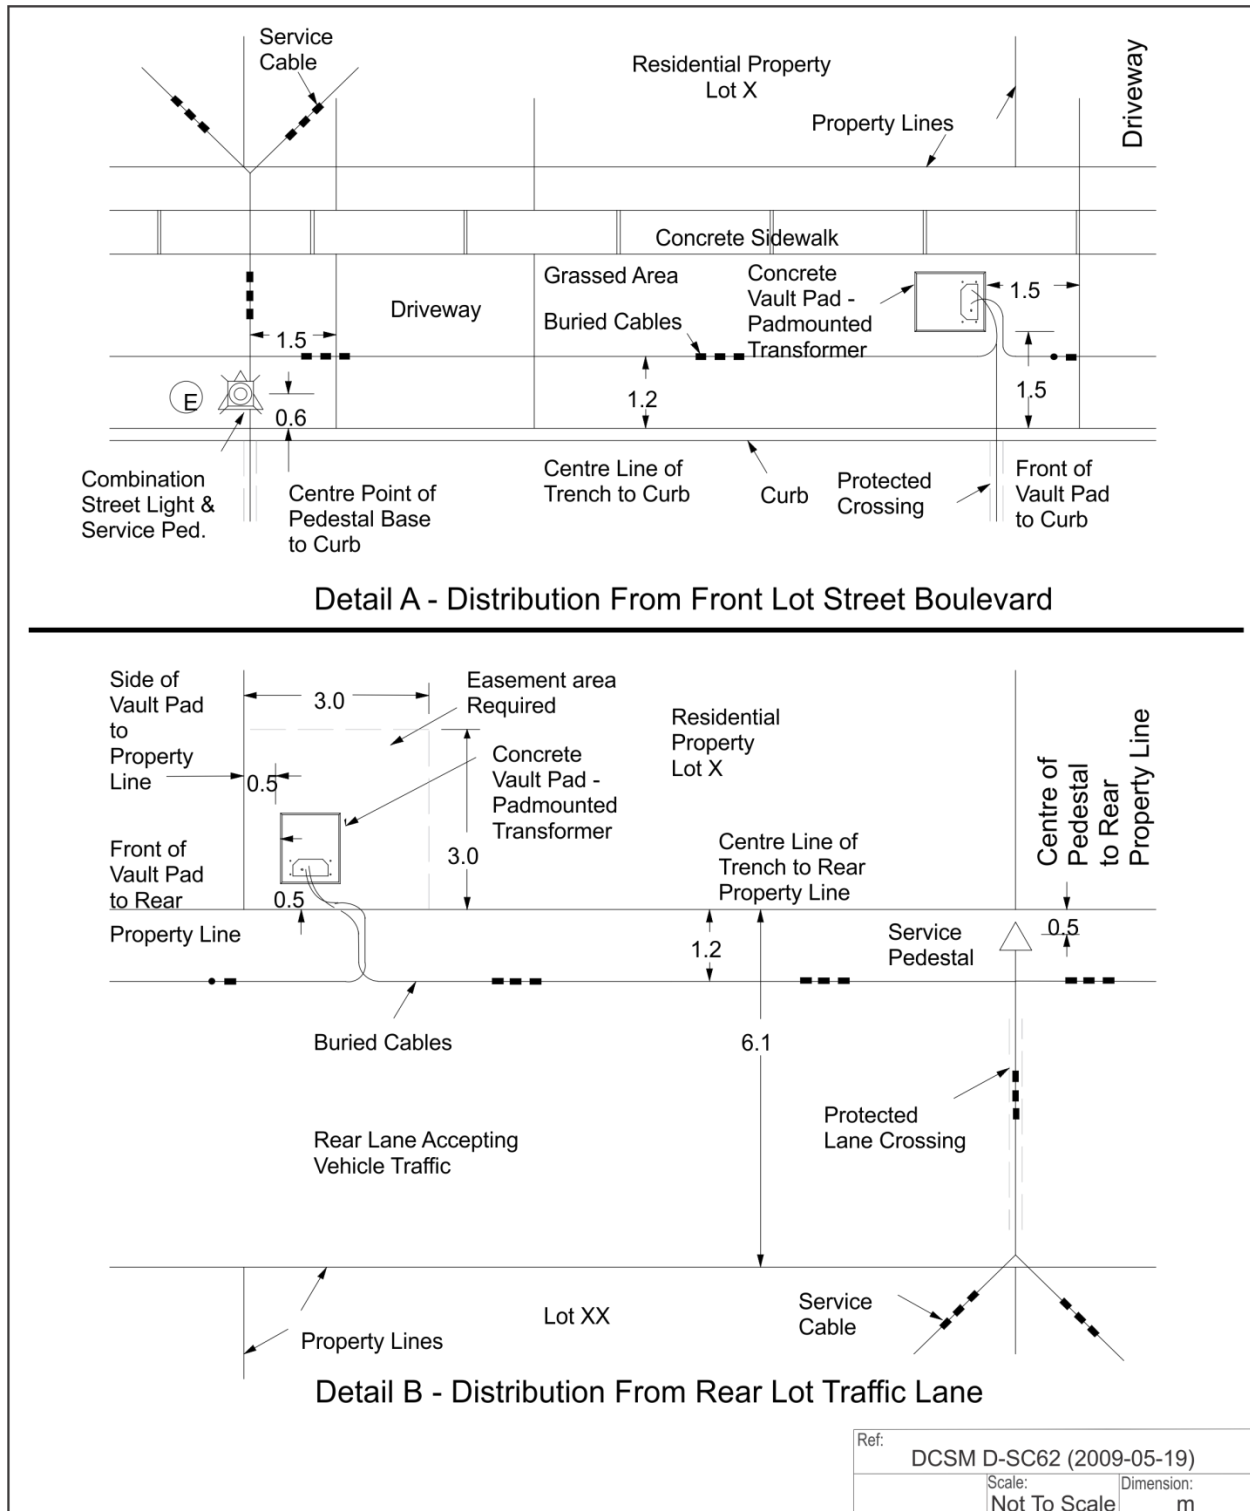 Service
Cable
Residential Property
Lot X
Driveway
Property Lines
Concrete Sidewalk
Grassed Area
Concrete
Vault Pad -
Padmounted
Transformer
Driveway
Buried Cables
1.5
1.5
1.2
1.5
E
0.6
Combination
Street Light &
Service Ped.
Centre Point of
Pedestal Base
to Curb
Centre Line of
Trench to Curb
Curb
Protected
Crossing
Front of
Vault Pad
to Curb
Detail A - Distribution From Front Lot Street Boulevard
Side of
Vault Pad
to
Property
Line
3.0
Easement area
Required
Residential
Property
Lot X
Centre of
Pedestal
to Rear
Property Line
0.5
Concrete
Vault Pad -
Padmounted
Transformer
3.0
Front of
Vault Pad
to Rear
Property Line
0.5
Centre Line of
Trench to Rear
Property Line
1.2
Service
Pedestal
0.5
Buried Cables
6.1
Protected
Lane Crossing
Rear Lane Accepting
Vehicle Traffic
Lot XX
Service
Cable
Property Lines
Detail B - Distribution From Rear Lot Traffic Lane
Ref:
DCSM D-SC62 (2009-05-19)
Scale:
Not To Scale
Dimension:
m